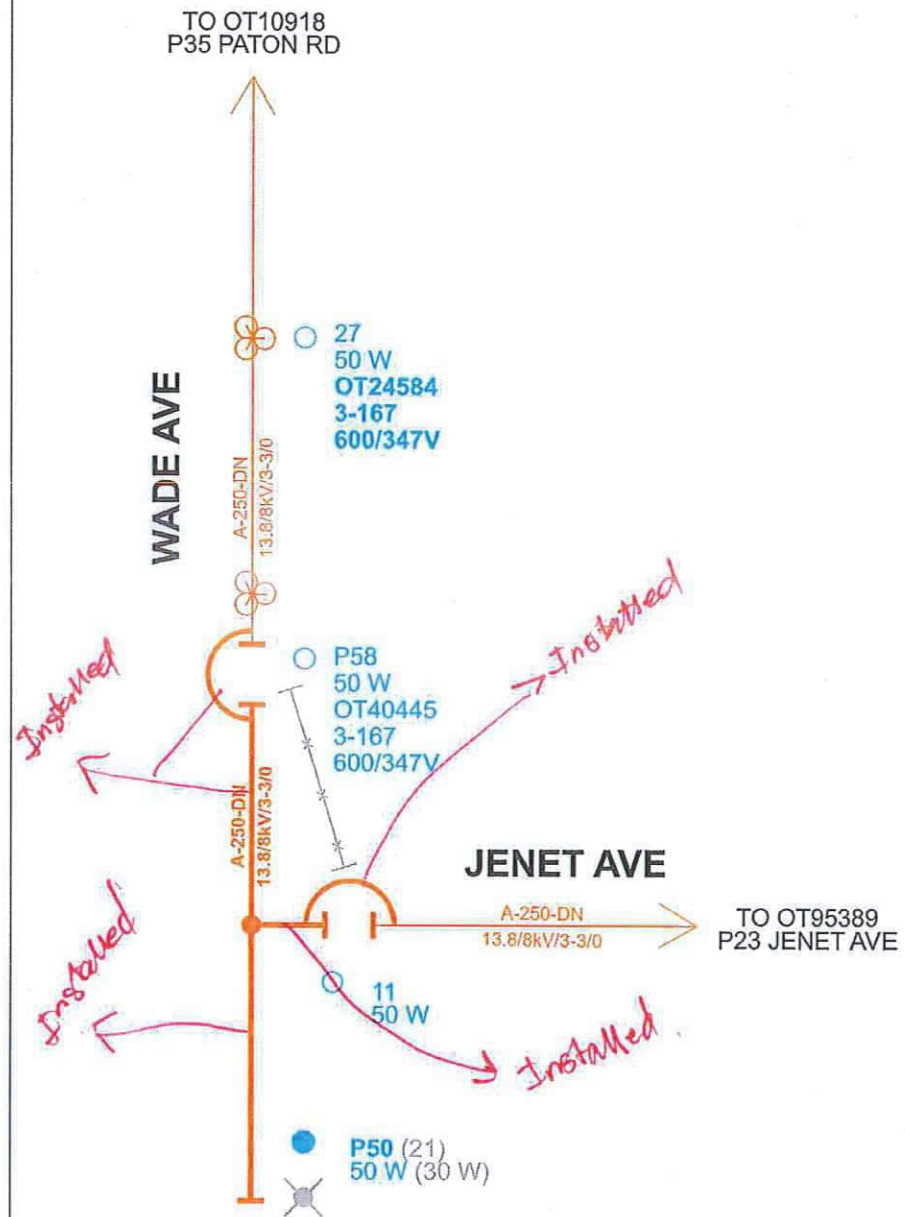 TO OT10918
P35 PATON RD
27
50 W
OT24584
3-167
600/347V
WADE AVE
A-250-DN
13.8/8kV/3-3/0
Installed
P58
50 W
OT40445
3-167
600/347V
Installed
A-250-DN
13.8/8kV/3-3/0
JENET AVE
A-250-DN
13.8/8kV/3-3/0
TO OT95389
P23 JENET AVE
Installed
11
50 W
Installed.
P50 (21)
50 W (30 W)